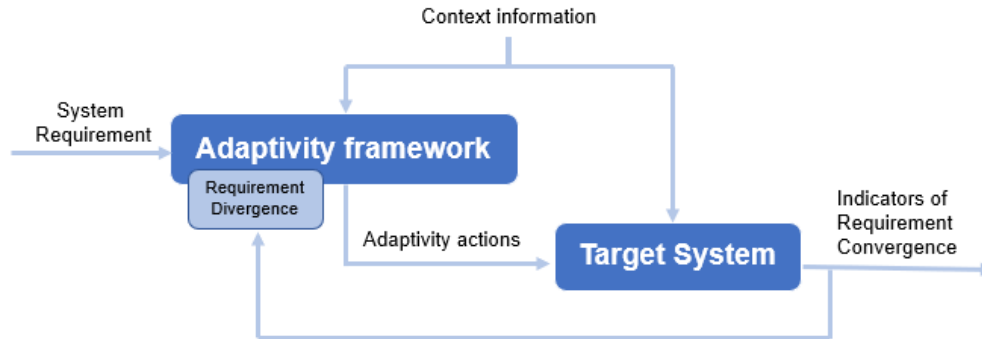 Context information
System
Requirement
Adaptivity framework
Requirement
Divergence
Adaptivity actions
Target System
Indicators of
Requirement
Convergence